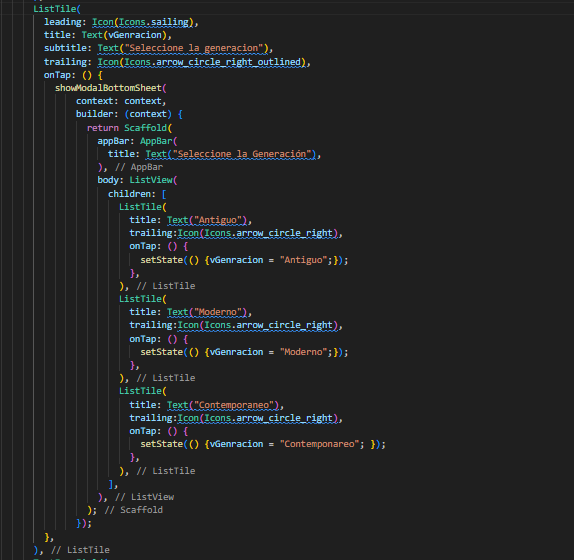 ListTile(
leading: Icon(Icons.sailing),
title: Text(vGenracion),
subtitle: Text("Seleccione la generacion"),
trailing: Icon(Icons.arrow_circle_right_outlined),
onTap: () {
showModalBottomSheet(
context: context,
builder: (context) {
return Scaffold(
appBar: AppBar(
title: Text("Seleccione la Generación"),
), // AppBar
body: ListView(
children: [
ListTile(
title: Text("Antiguo"),
trailing:Icon(Icons.arrow_circle_right),
onTap: () {
setState(() {vGenracion = "Antiguo";});
},
), // ListTile
ListTile(
title: Text("Moderno"),
trailing:Icon(Icons.arrow_circle_right),
onTap: () {
setState(() {vGenracion = "Moderno";});
},
), // ListTile
ListTile(
title: Text("Contemporaneo"),
trailing:Icon(Icons.arrow_circle_right),
onTap: () {
setState(() {vGenracion = "Contemponareo"; });
},
), // ListTile
],
), // ListView
); // Scaffold
});
},
), // ListTile